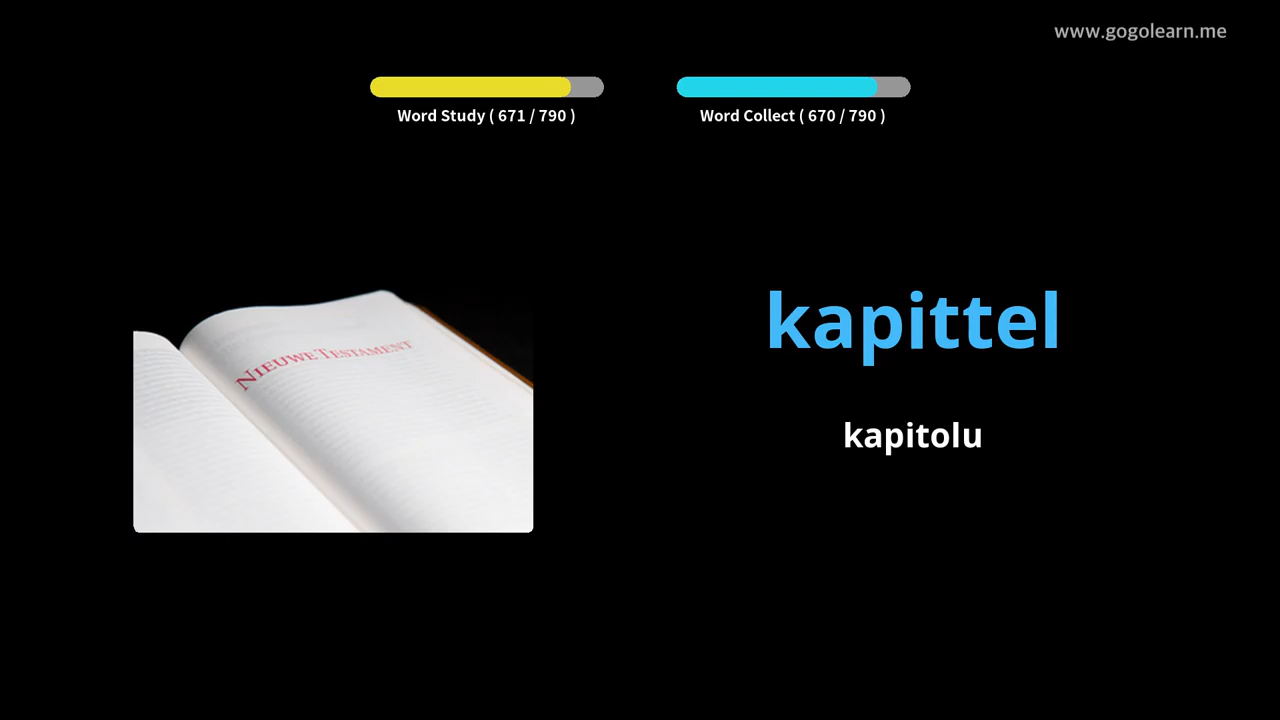 www.gogolearn.me
Word Study ( 671 / 790 )
Word Collect ( 670 / 790 )
NIEUWE TESTAMENT
kapittel
kapitolu